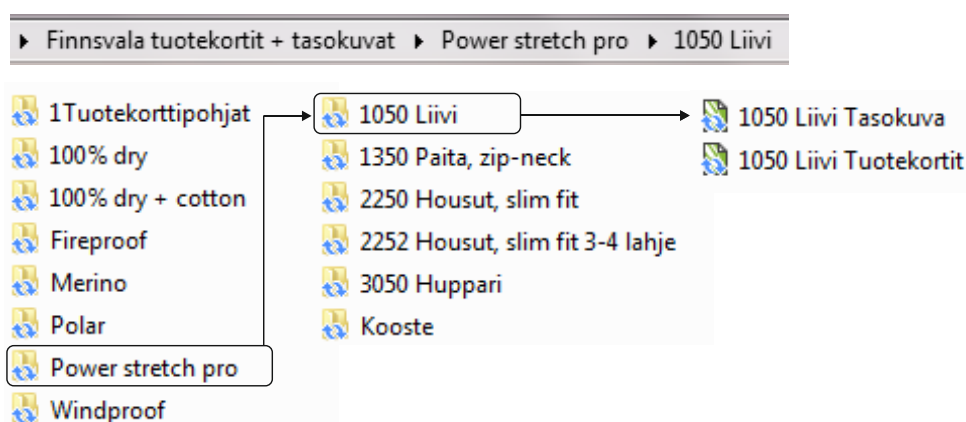 Finnsvala tuotekortit + tasokuvat ▸ Power stretch pro ▸ 1050 Liivi
1Tuotekorttipohjat
100% dry
100% dry + cotton
Fireproof
Merino
Polar
Power stretch pro
Windproof
1050 Liivi
1350 Paita, zip-neck
2250 Housut, slim fit
2252 Housut, slim fit 3-4 lahje
3050 Huppari
Kooste
1050 Liivi Tasokuva
1050 Liivi Tuotekortit